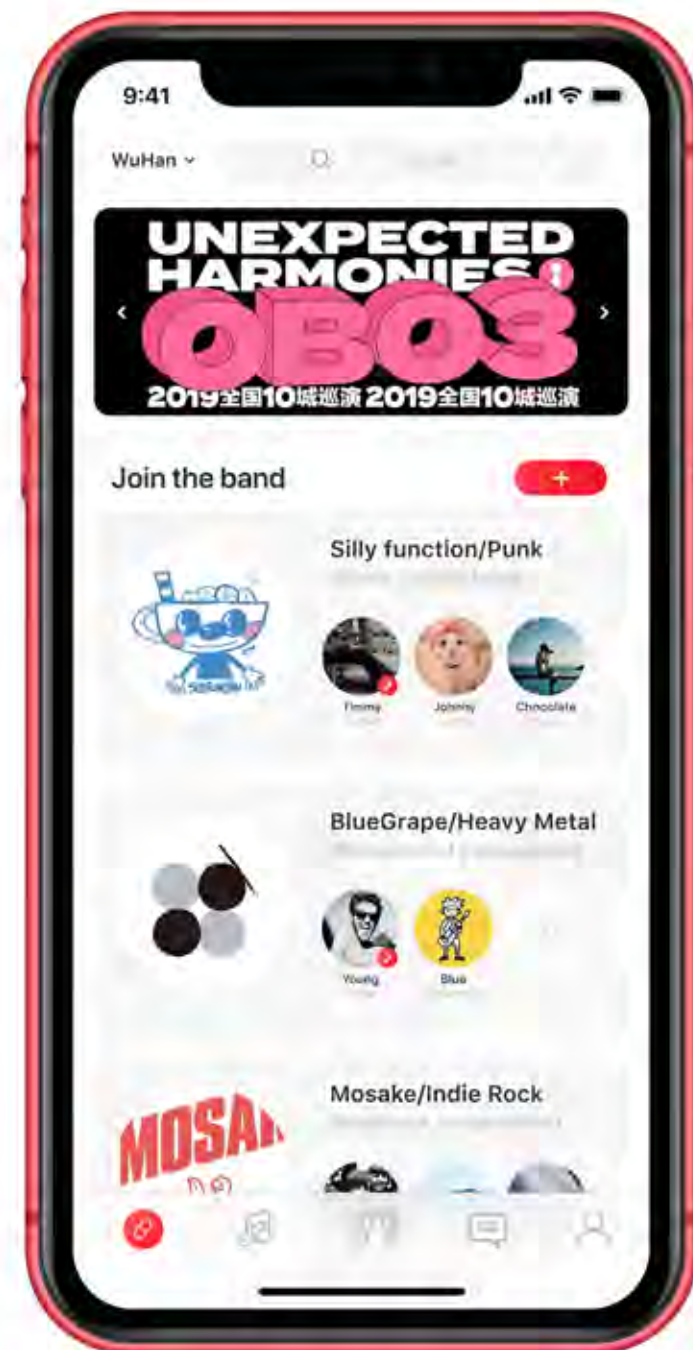 9:41
WuHan
UNEXPECTED
HARMONIES
OBO3
2019全国10城巡演 2019全国10城巡演
Join the band
+
Silly function/Punk
Timmy
Johnny
Chocolate
BlueGrape/Heavy Metal
Young
Blue
Mosake/Indie Rock
MOSAK